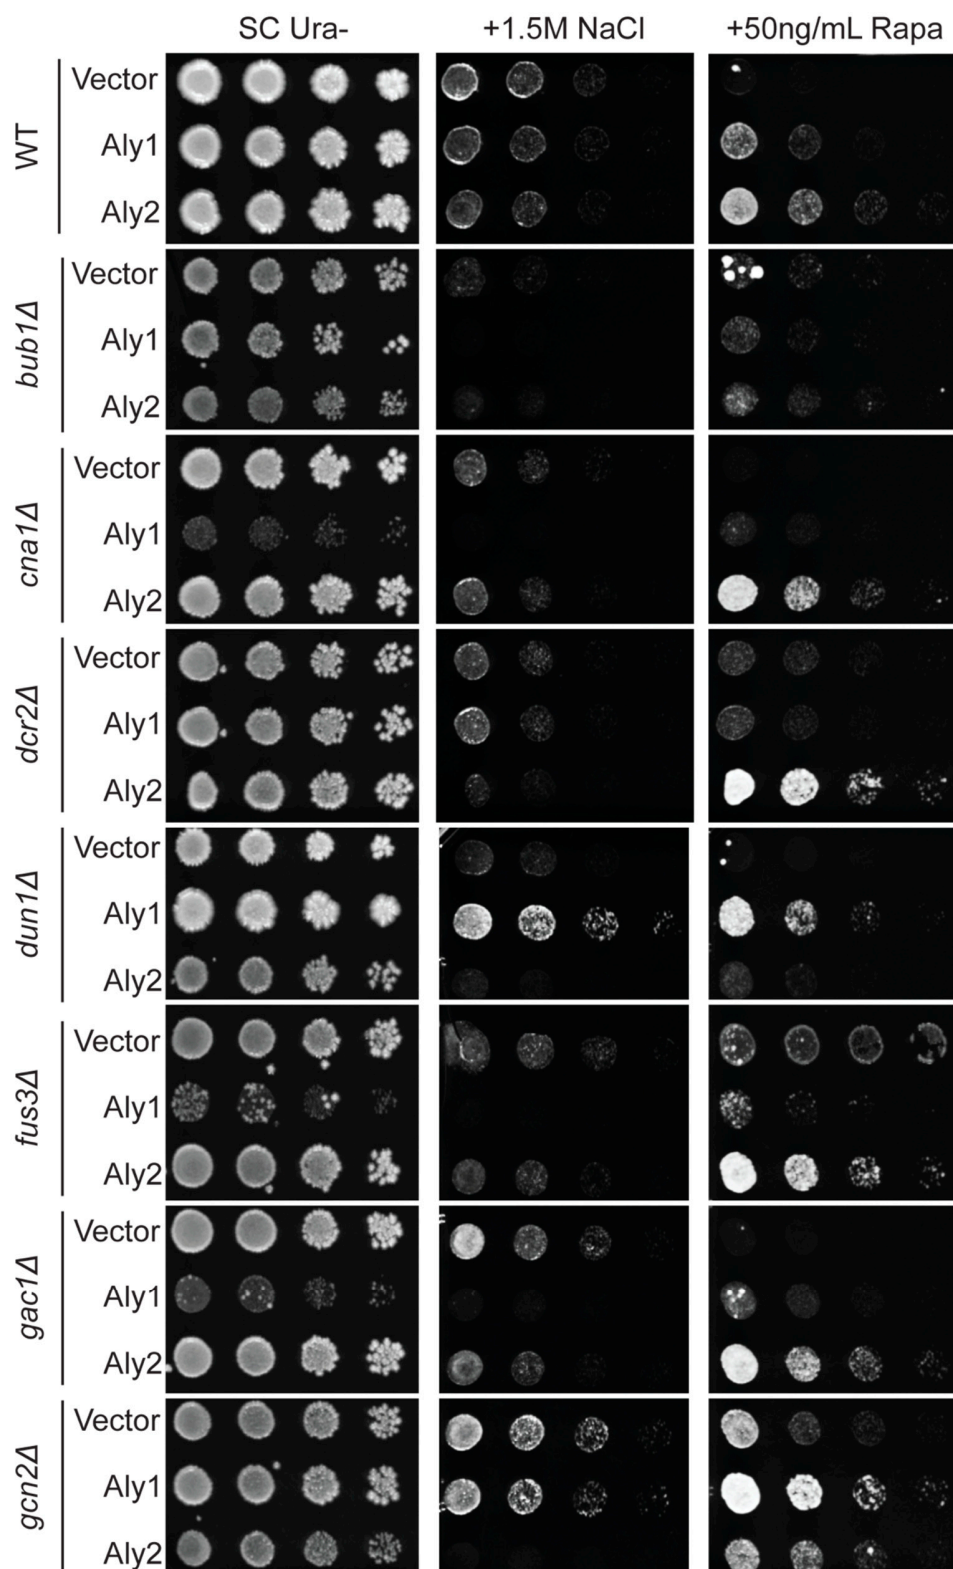 SC Ura- +1.5M NaCl +50ng/mL Rapa
WT
Vector
Aly1
Aly2
bub1Δ
Vector
Aly1
Aly2
cna1Δ
Vector
Aly1
Aly2
dcr2Δ
Vector
Aly1
Aly2
dun1Δ
Vector
Aly1
Aly2
fus3Δ
Vector
Aly1
Aly2
gac1Δ
Vector
Aly1
Aly2
gcn2Δ
Vector
Aly1
Aly2